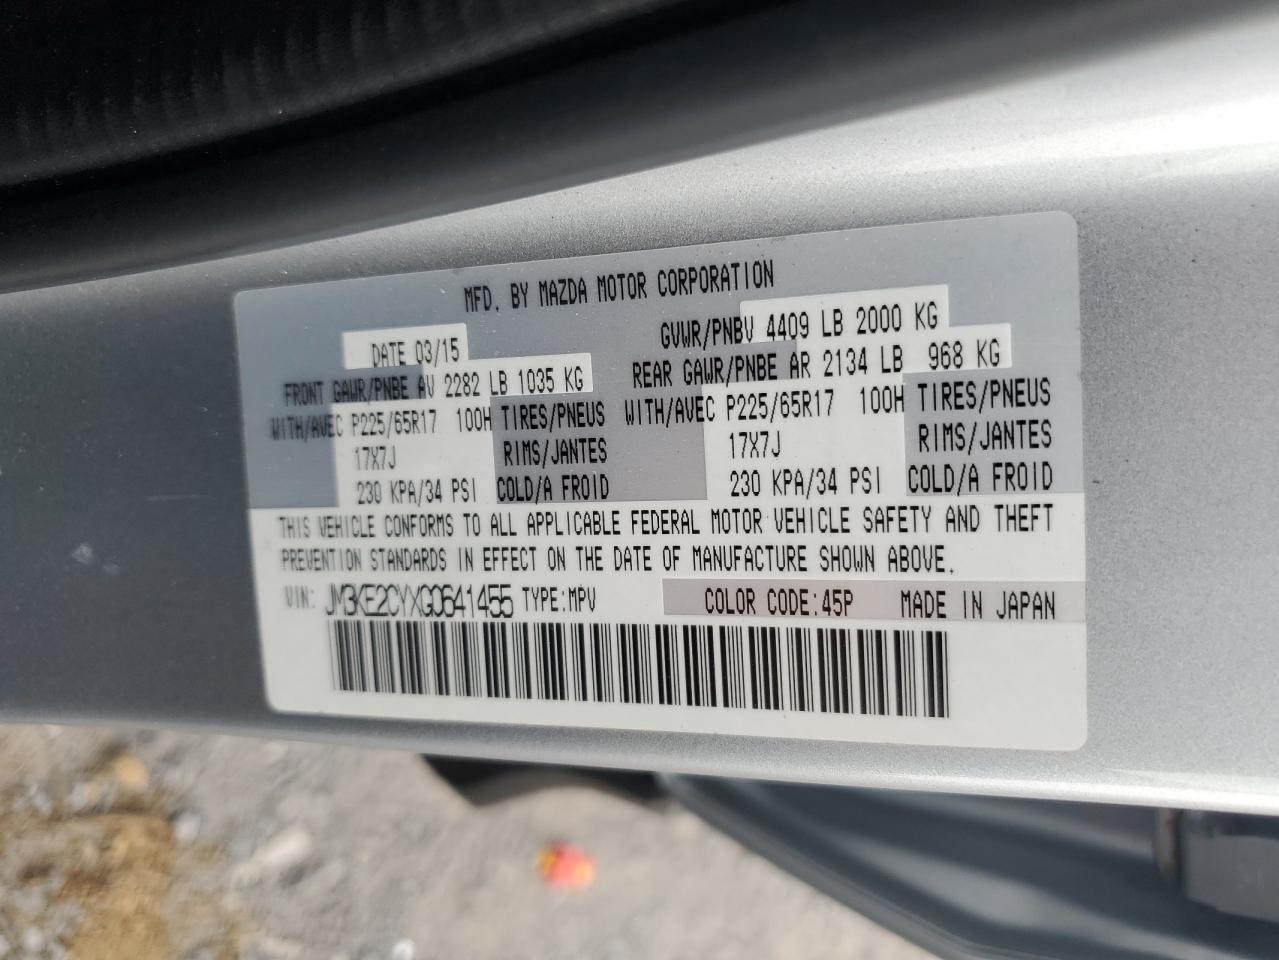 MFD. BY MAZDA MOTOR CORPORATION
DATE 03/15 GVWR/PNBV 4409 LB 2000 KG
FRONT GAWR/PNBE AV 2282 LB 1035 KG REAR GAWR/PNBE AR 2134 LB 968 KG
WITH/AVEC P225/65R17 100H TIRES/PNEUS WITH/AVEC P225/65R17 100H TIRES/PNEUS
17X7J RIMS/JANTES 17X7J RIMS/JANTES
230 KPA/34 PSI COLD/A FROID 230 KPA/34 PSI COLD/A FROID
THIS VEHICLE CONFORMS TO ALL APPLICABLE FEDERAL MOTOR VEHICLE SAFETY AND THEFT
PREVENTION STANDARDS IN EFFECT ON THE DATE OF MANUFACTURE SHOWN ABOVE.
VIN: JM3KE2CYXG0641455 TYPE:MPV COLOR CODE:45P MADE IN JAPAN